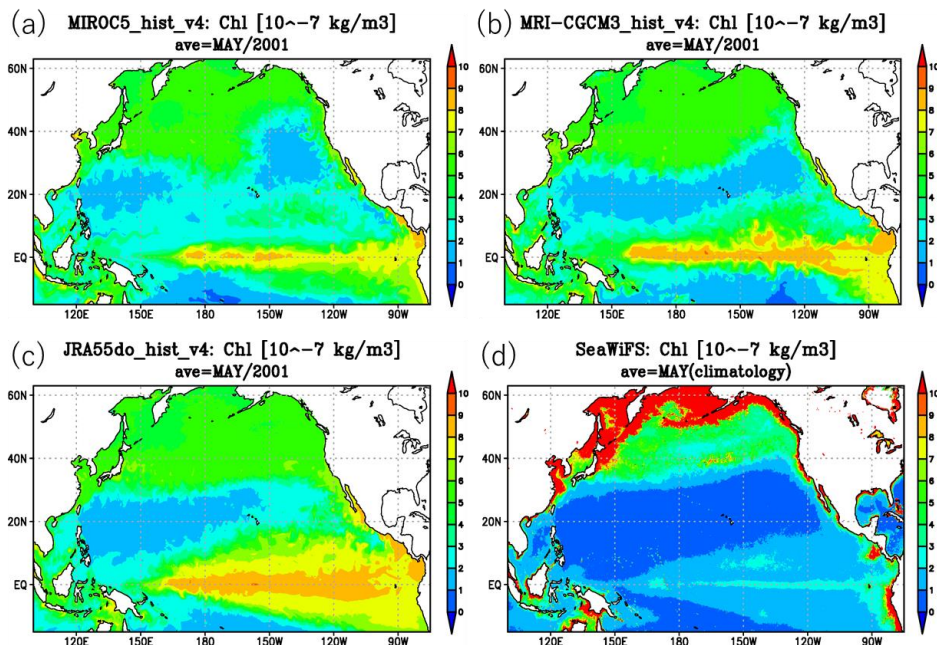 (a) MIROC5_hist_v4: Chl [10^-7 kg/m3]
ave=MAY/2001
60N
40N
20N
EQ
120E 150E 180 150W 120W 90W
10
9
8
7
6
5
4
3
2
1
0
(b) MRI-CGCM3_hist_v4: Chl [10^-7 kg/m3]
ave=MAY/2001
60N
40N
20N
EQ
120E 150E 180 150W 120W 90W
10
9
8
7
6
5
4
3
2
1
0
(c) JRA55do_hist_v4: Chl [10^-7 kg/m3]
ave=MAY/2001
60N
40N
20N
EQ
120E 150E 180 150W 120W 90W
10
9
8
7
6
5
4
3
2
1
0
(d) SeaWiFS: Chl [10^-7 kg/m3]
ave=MAY(climatology)
60N
40N
20N
EQ
120E 150E 180 150W 120W 90W
10
9
8
7
6
5
4
3
2
1
0